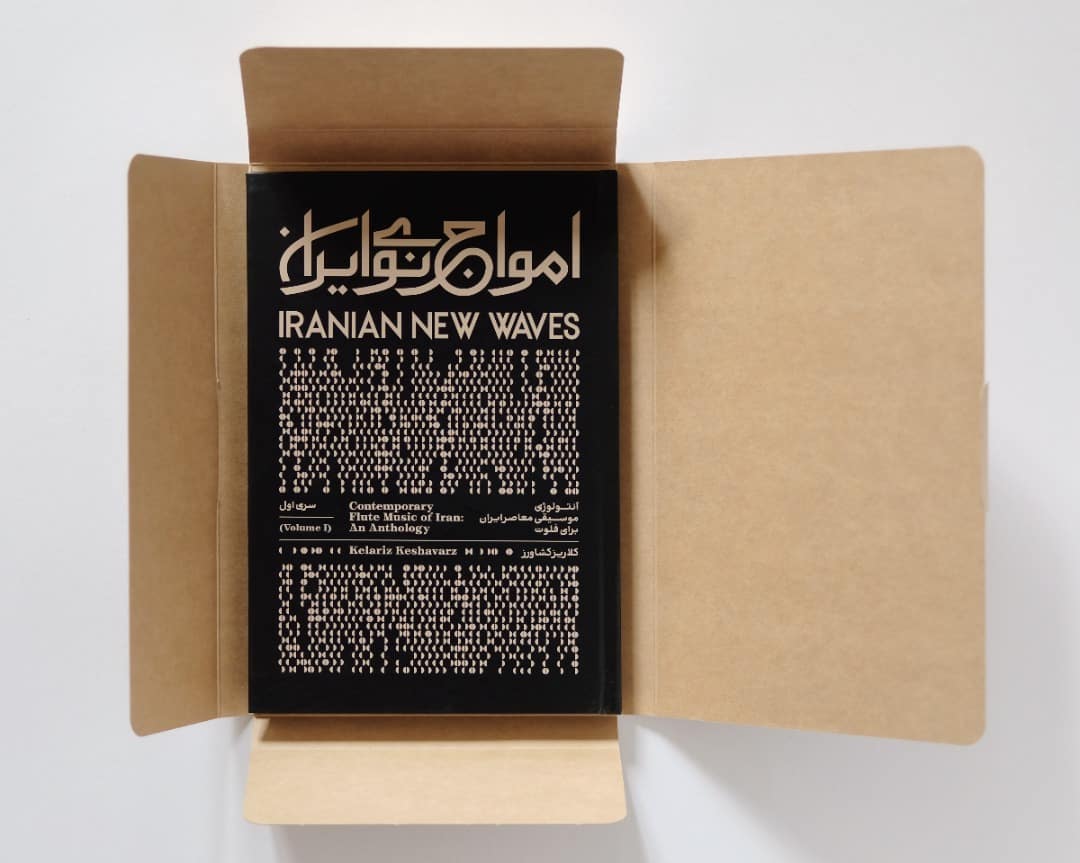 امواج نوی ایران
IRANIAN NEW WAVES
سری اول
(Volume I)
Contemporary
Flute Music of Iran:
An Anthology
آنتولوژی
موسیقی معاصر ایران
برای فلوت
Kelariz Keshavarz
کلاریز کشاورز